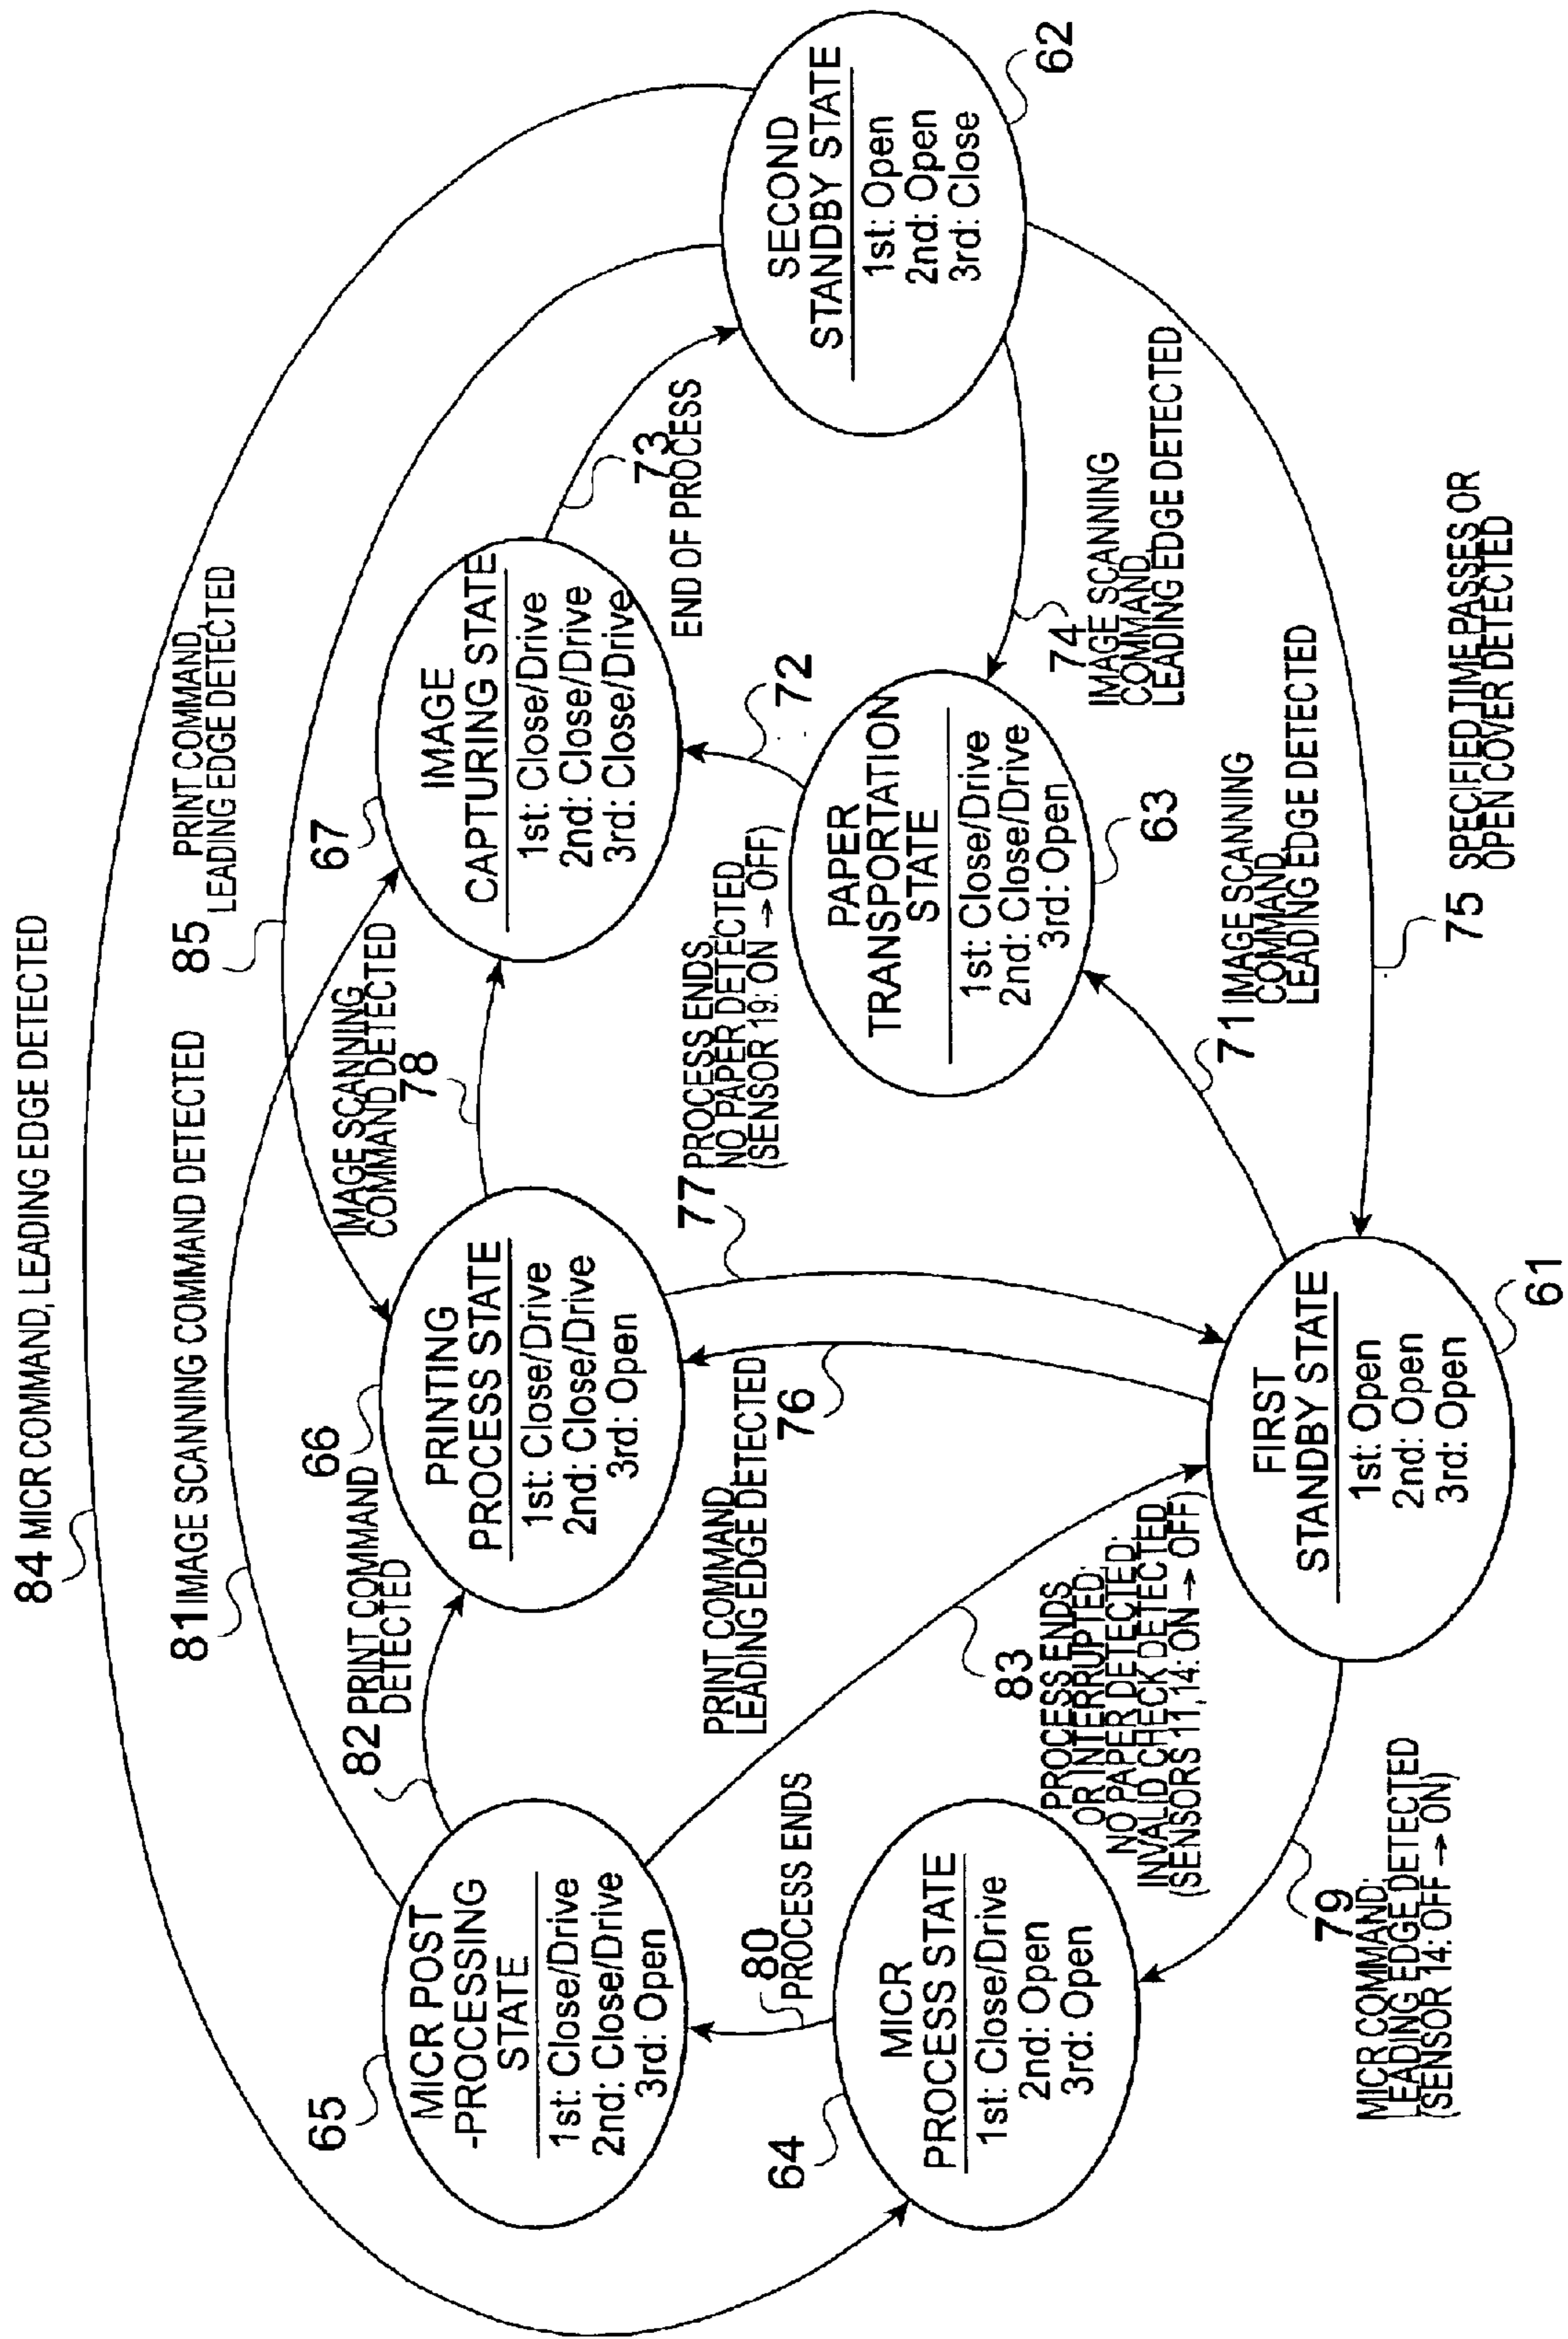 84 MICR COMMAND, LEADING EDGE DETECTED
81 IMAGE SCANNING COMMAND DETECTED
85 PRINT COMMAND,
LEADING EDGE DETECTED
65
MICR POST
-PROCESSING
STATE
1st: Close/Drive
2nd: Close/Drive
3rd: Open
82 PRINT COMMAND
DETECTED
66
PRINTING
PROCESS STATE
1st: Close/Drive
2nd: Close/Drive
3rd: Open
IMAGE SCANNING
COMMAND DETECTED
78
67
IMAGE
CAPTURING STATE
1st: Close/Drive
2nd: Close/Drive
3rd: Close/Drive
73
END OF PROCESS
SECOND
STANDBY STATE
1st: Open
2nd: Open
3rd: Close
62
80
PROCESS ENDS
PRINT COMMAND
LEADING EDGE DETECTED
76
77 PROCESS ENDS,
NO PAPER DETECTED
(SENSOR 19: ON → OFF)
72
PAPER
TRANSPORTATION
STATE
1st: Close/Drive
2nd: Close/Drive
3rd: Open
63
74
IMAGE SCANNING
COMMAND,
LEADING EDGE DETECTED
64
MICR
PROCESS STATE
1st: Close/Drive
2nd: Open
3rd: Open
83
PROCESS ENDS
OR INTERRUPTED:
NO PAPER DETECTED:
INVALID CHECK DETECTED
(SENSORS 11,14: ON → OFF)
71 IMAGE SCANNING
COMMAND,
LEADING EDGE DETECTED
FIRST
STANDBY STATE
1st: Open
2nd: Open
3rd: Open
61
79
MICR COMMAND:
LEADING EDGE DETECTED
(SENSOR 14: OFF → ON)
75 SPECIFIED TIME PASSES OR
OPEN COVER DETECTED